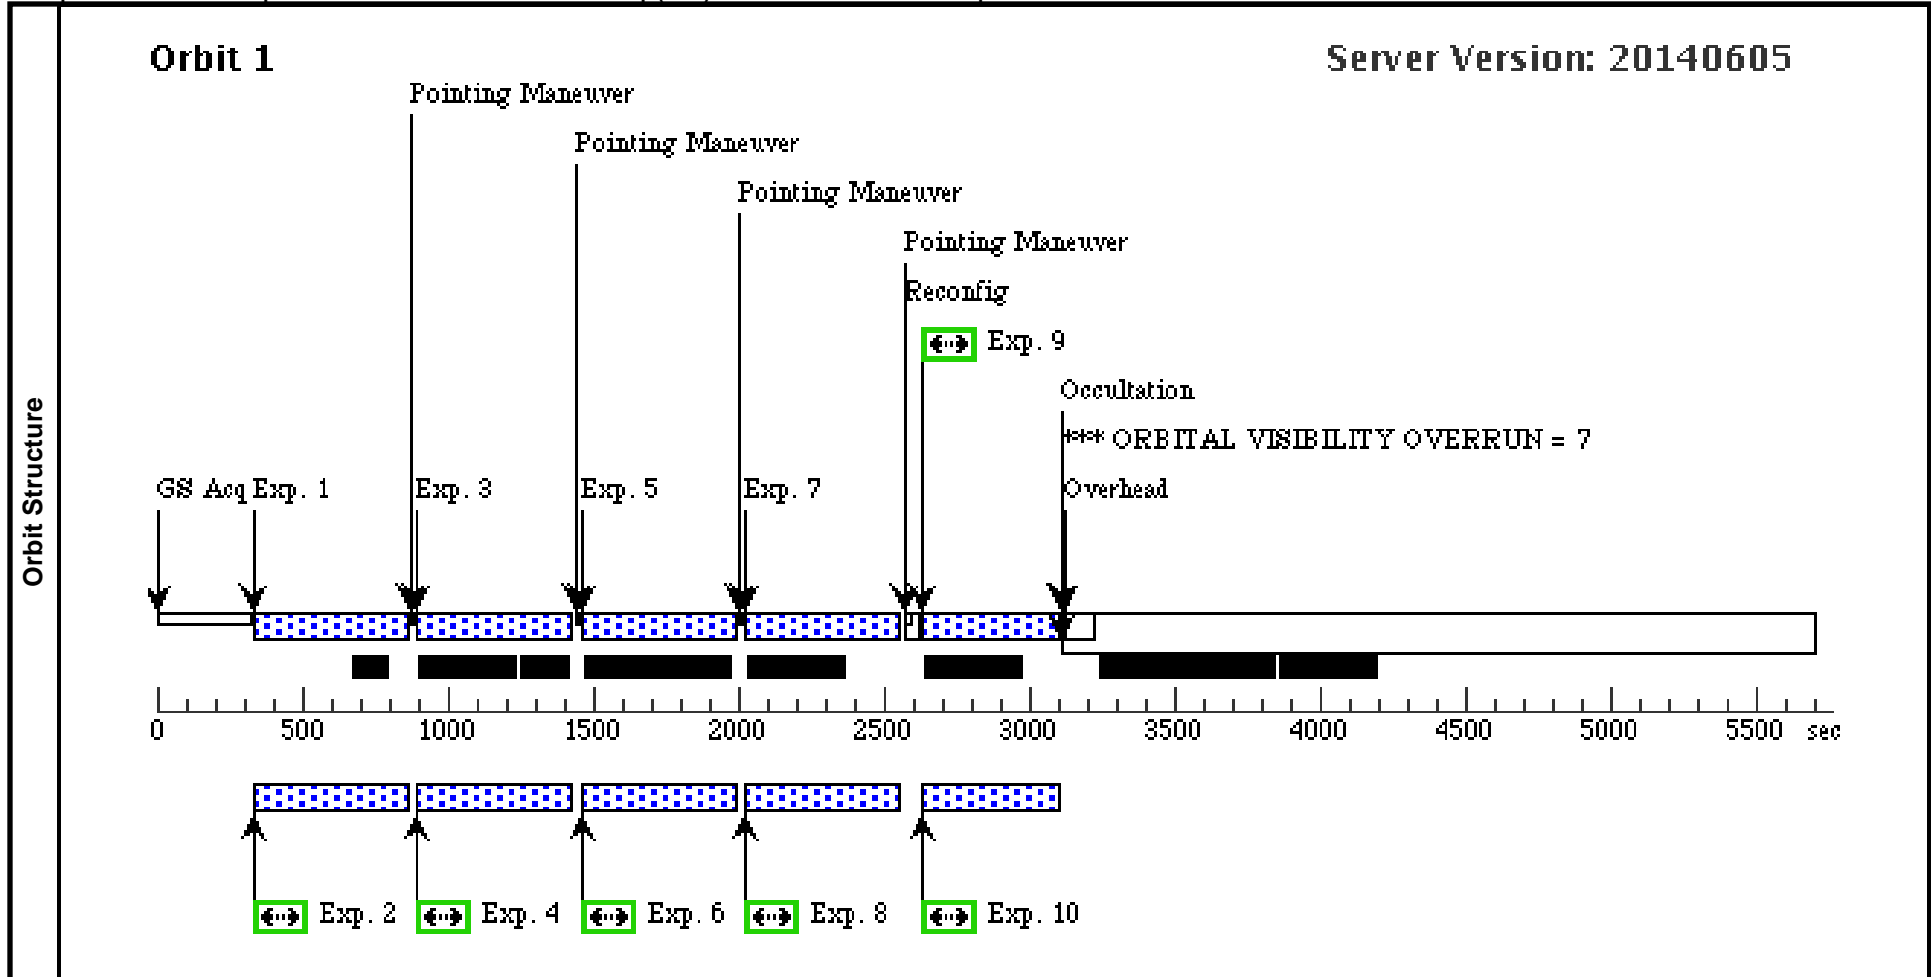 Orbit 1
Server Version: 20140605
Pointing Maneuver
Pointing Maneuver
Pointing Maneuver
Pointing Maneuver
Reconfig
Exp. 9
Occultation
*** ORBITAL VISIBILITY OVERRUN = 7
GS Acq Exp. 1 Exp. 3 Exp. 5 Exp. 7 Overhead
Orbit Structure
0 500 1000 1500 2000 2500 3000 3500 4000 4500 5000 5500 sec
Exp. 2 Exp. 4 Exp. 6 Exp. 8 Exp. 10